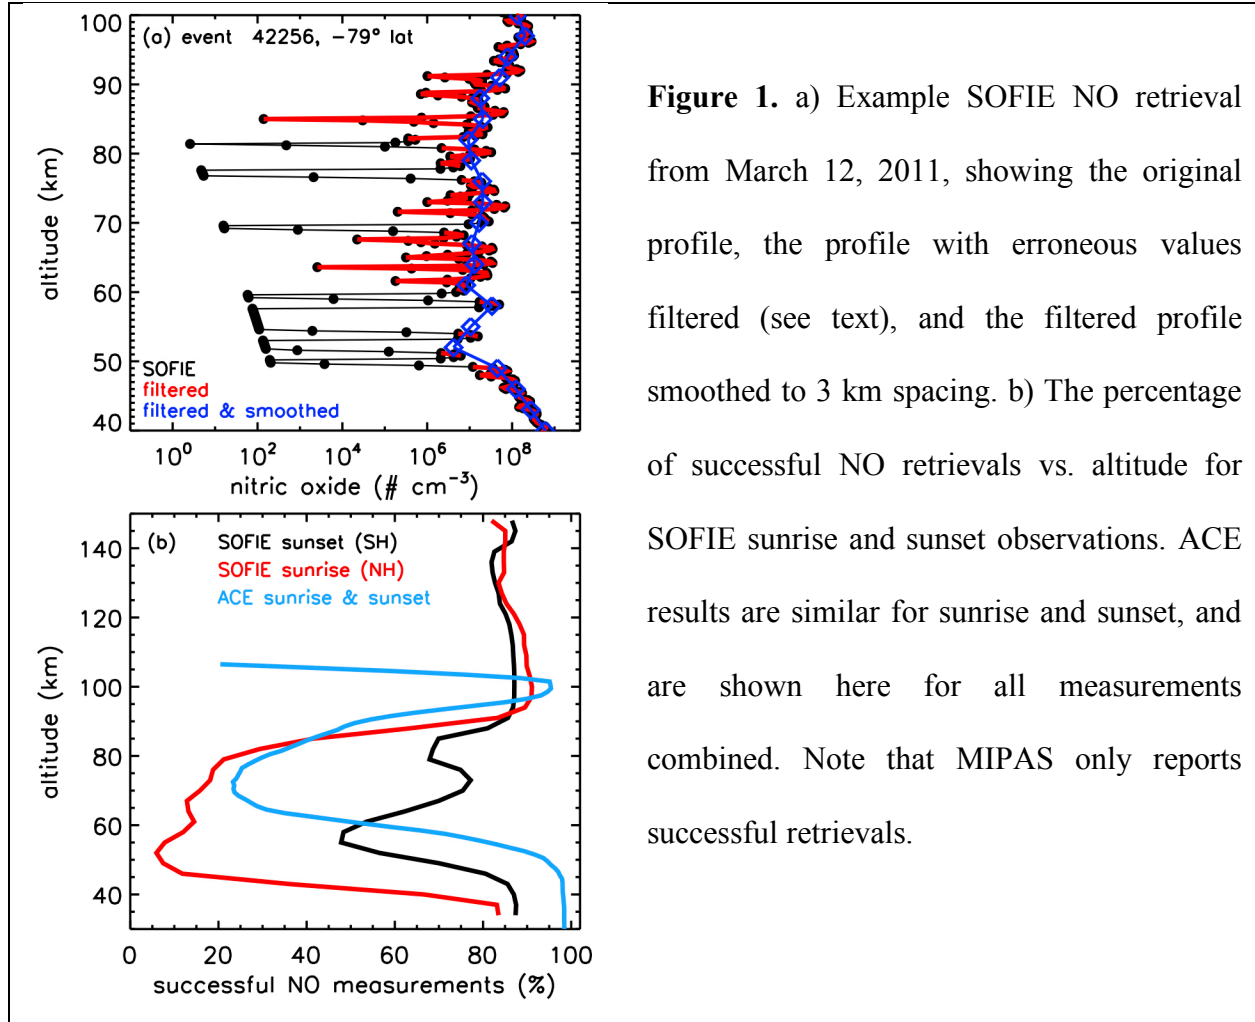 (a) event 42256, −79° lat
100
90
80
70
60
50
40
altitude (km)
SOFIE
filtered
filtered & smoothed
10⁰ 10² 10⁴ 10⁶ 10⁸
nitric oxide (# cm⁻³)
(b)
SOFIE sunset (SH)
SOFIE sunrise (NH)
ACE sunrise & sunset
140
120
100
80
60
40
altitude (km)
0 20 40 60 80 100
successful NO measurements (%)
Figure 1. a) Example SOFIE NO retrieval
from March 12, 2011, showing the original
profile, the profile with erroneous values
filtered (see text), and the filtered profile
smoothed to 3 km spacing. b) The percentage
of successful NO retrievals vs. altitude for
SOFIE sunrise and sunset observations. ACE
results are similar for sunrise and sunset, and
are shown here for all measurements
combined. Note that MIPAS only reports
successful retrievals.